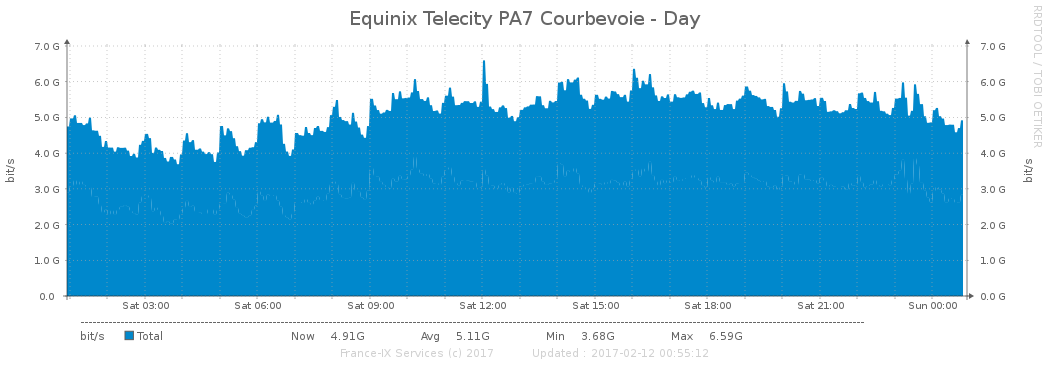 Equinix Telecity PA7 Courbevoie - Day
RRDTOOL / TOBI OETIKER
7.0 G 7.0 G
6.0 G 6.0 G
5.0 G 5.0 G
4.0 G 4.0 G
3.0 G 3.0 G
2.0 G 2.0 G
1.0 G 1.0 G
0.0 0.0 G
bit/s
bit/s
Sat 03:00 Sat 06:00 Sat 09:00 Sat 12:00 Sat 15:00 Sat 18:00 Sat 21:00 Sun 00:00
bit/s Total Now 4.91G Avg 5.11G Min 3.68G Max 6.59G
France-IX Services (c) 2017 Updated : 2017-02-12 00:55:12